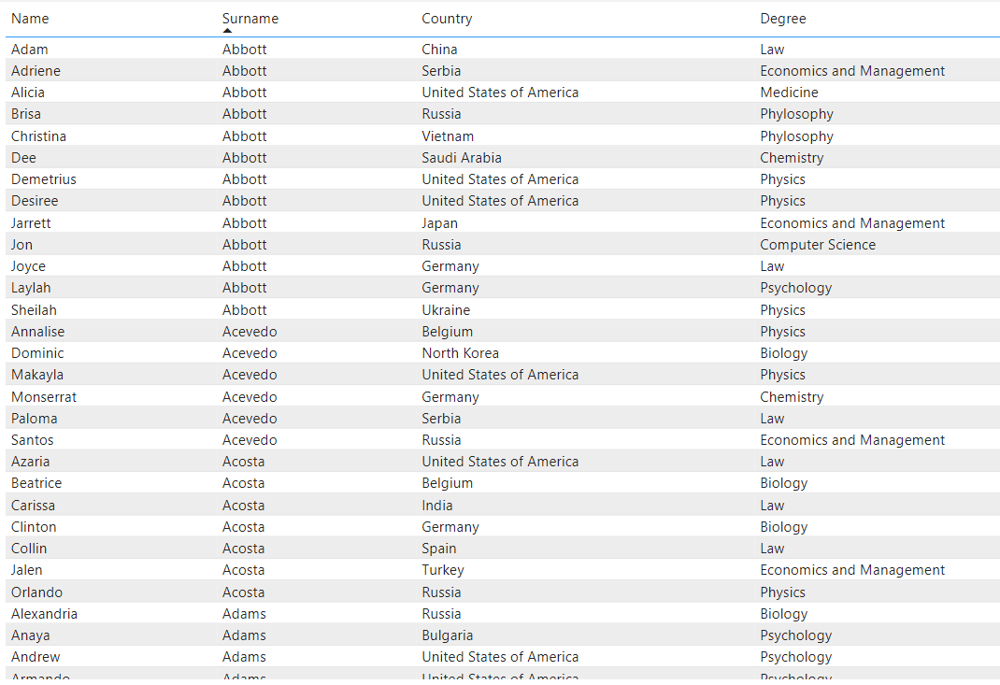 Name Surname Country Degree
Adam Abbott China Law
Adriene Abbott Serbia Economics and Management
Alicia Abbott United States of America Medicine
Brisa Abbott Russia Phylosophy
Christina Abbott Vietnam Phylosophy
Dee Abbott Saudi Arabia Chemistry
Demetrius Abbott United States of America Physics
Desiree Abbott United States of America Physics
Jarrett Abbott Japan Economics and Management
Jon Abbott Russia Computer Science
Joyce Abbott Germany Law
Laylah Abbott Germany Psychology
Sheilah Abbott Ukraine Physics
Annalise Acevedo Belgium Physics
Dominic Acevedo North Korea Biology
Makayla Acevedo United States of America Physics
Monserrat Acevedo Germany Chemistry
Paloma Acevedo Serbia Law
Santos Acevedo Russia Economics and Management
Azaria Acosta United States of America Law
Beatrice Acosta Belgium Biology
Carissa Acosta India Law
Clinton Acosta Germany Biology
Collin Acosta Spain Law
Jalen Acosta Turkey Economics and Management
Orlando Acosta Russia Physics
Alexandria Adams Russia Biology
Anaya Adams Bulgaria Psychology
Andrew Adams United States of America Psychology
Armando Adams United States of America Psychology